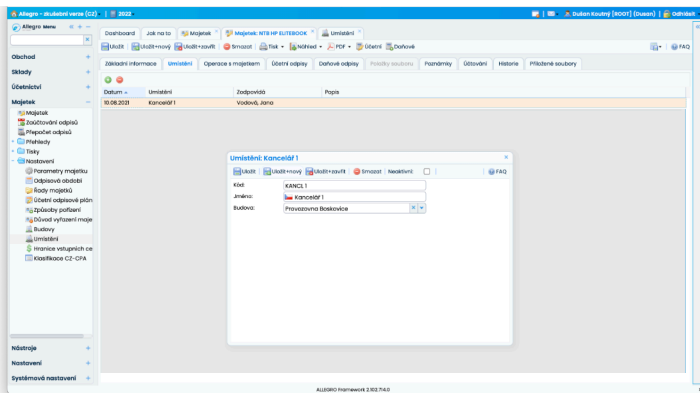 Allegro - zkušební verze (CZ) 2022 Dušan Koutný [ROOT] (Dusan) Odhlásit
Allegro Menu
Dashboard Jak na to Majetek Majetek: NTB HP ELITEBOOK Umístění
Uložit Uložit+nový Uložit+zavřít Smazat Tisk Náhled PDF Účetní Daňové FAQ
Základní informace Umístění Operace s majetkem Účetní odpisy Daňové odpisy Položky souboru Poznámky Účtování Historie Přiložené soubory
Obchod
Sklady
Účetnictví
Majetek
Majetek
Zaúčtování odpisů
Přepočet odpisů
Přehledy
Tisky
Nastavení
Parametry majetku
Odpisová období
Řady majetků
Účetní odpisové plán
Způsoby pořízení
Důvod vyřazení maje
Budovy
Umístění
Hranice vstupních ce
Klasifikace CZ-CPA
Nástroje
Nastavení
Systémová nastavení
Datum Umístění Zodpovídá Popis
10.08.2021 Kancelář 1 Vodová, Jana
Umístění: Kancelář 1
Uložit Uložit+nový Uložit+zavřít Smazat Neaktivní: FAQ
Kód: KANCL 1
Jméno: Kancelář 1
Budova: Provozovna Boskovice
ALLEGRO Framework 2.102.714.0